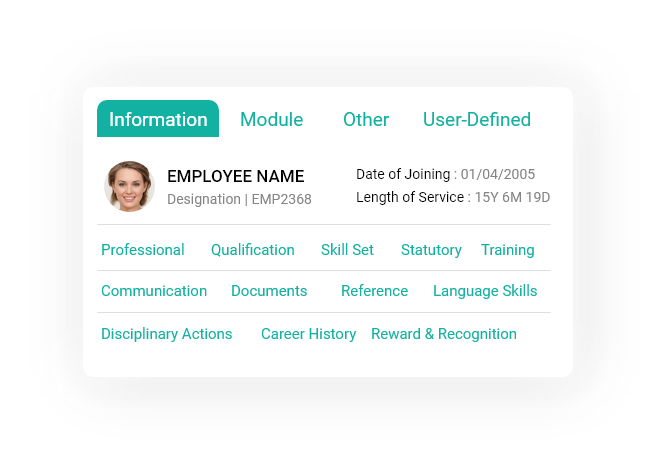 Information Module Other User-Defined
EMPLOYEE NAME
Designation | EMP2368
Date of Joining : 01/04/2005
Length of Service : 15Y 6M 19D
Professional Qualification Skill Set Statutory Training
Communication Documents Reference Language Skills
Disciplinary Actions Career History Reward & Recognition